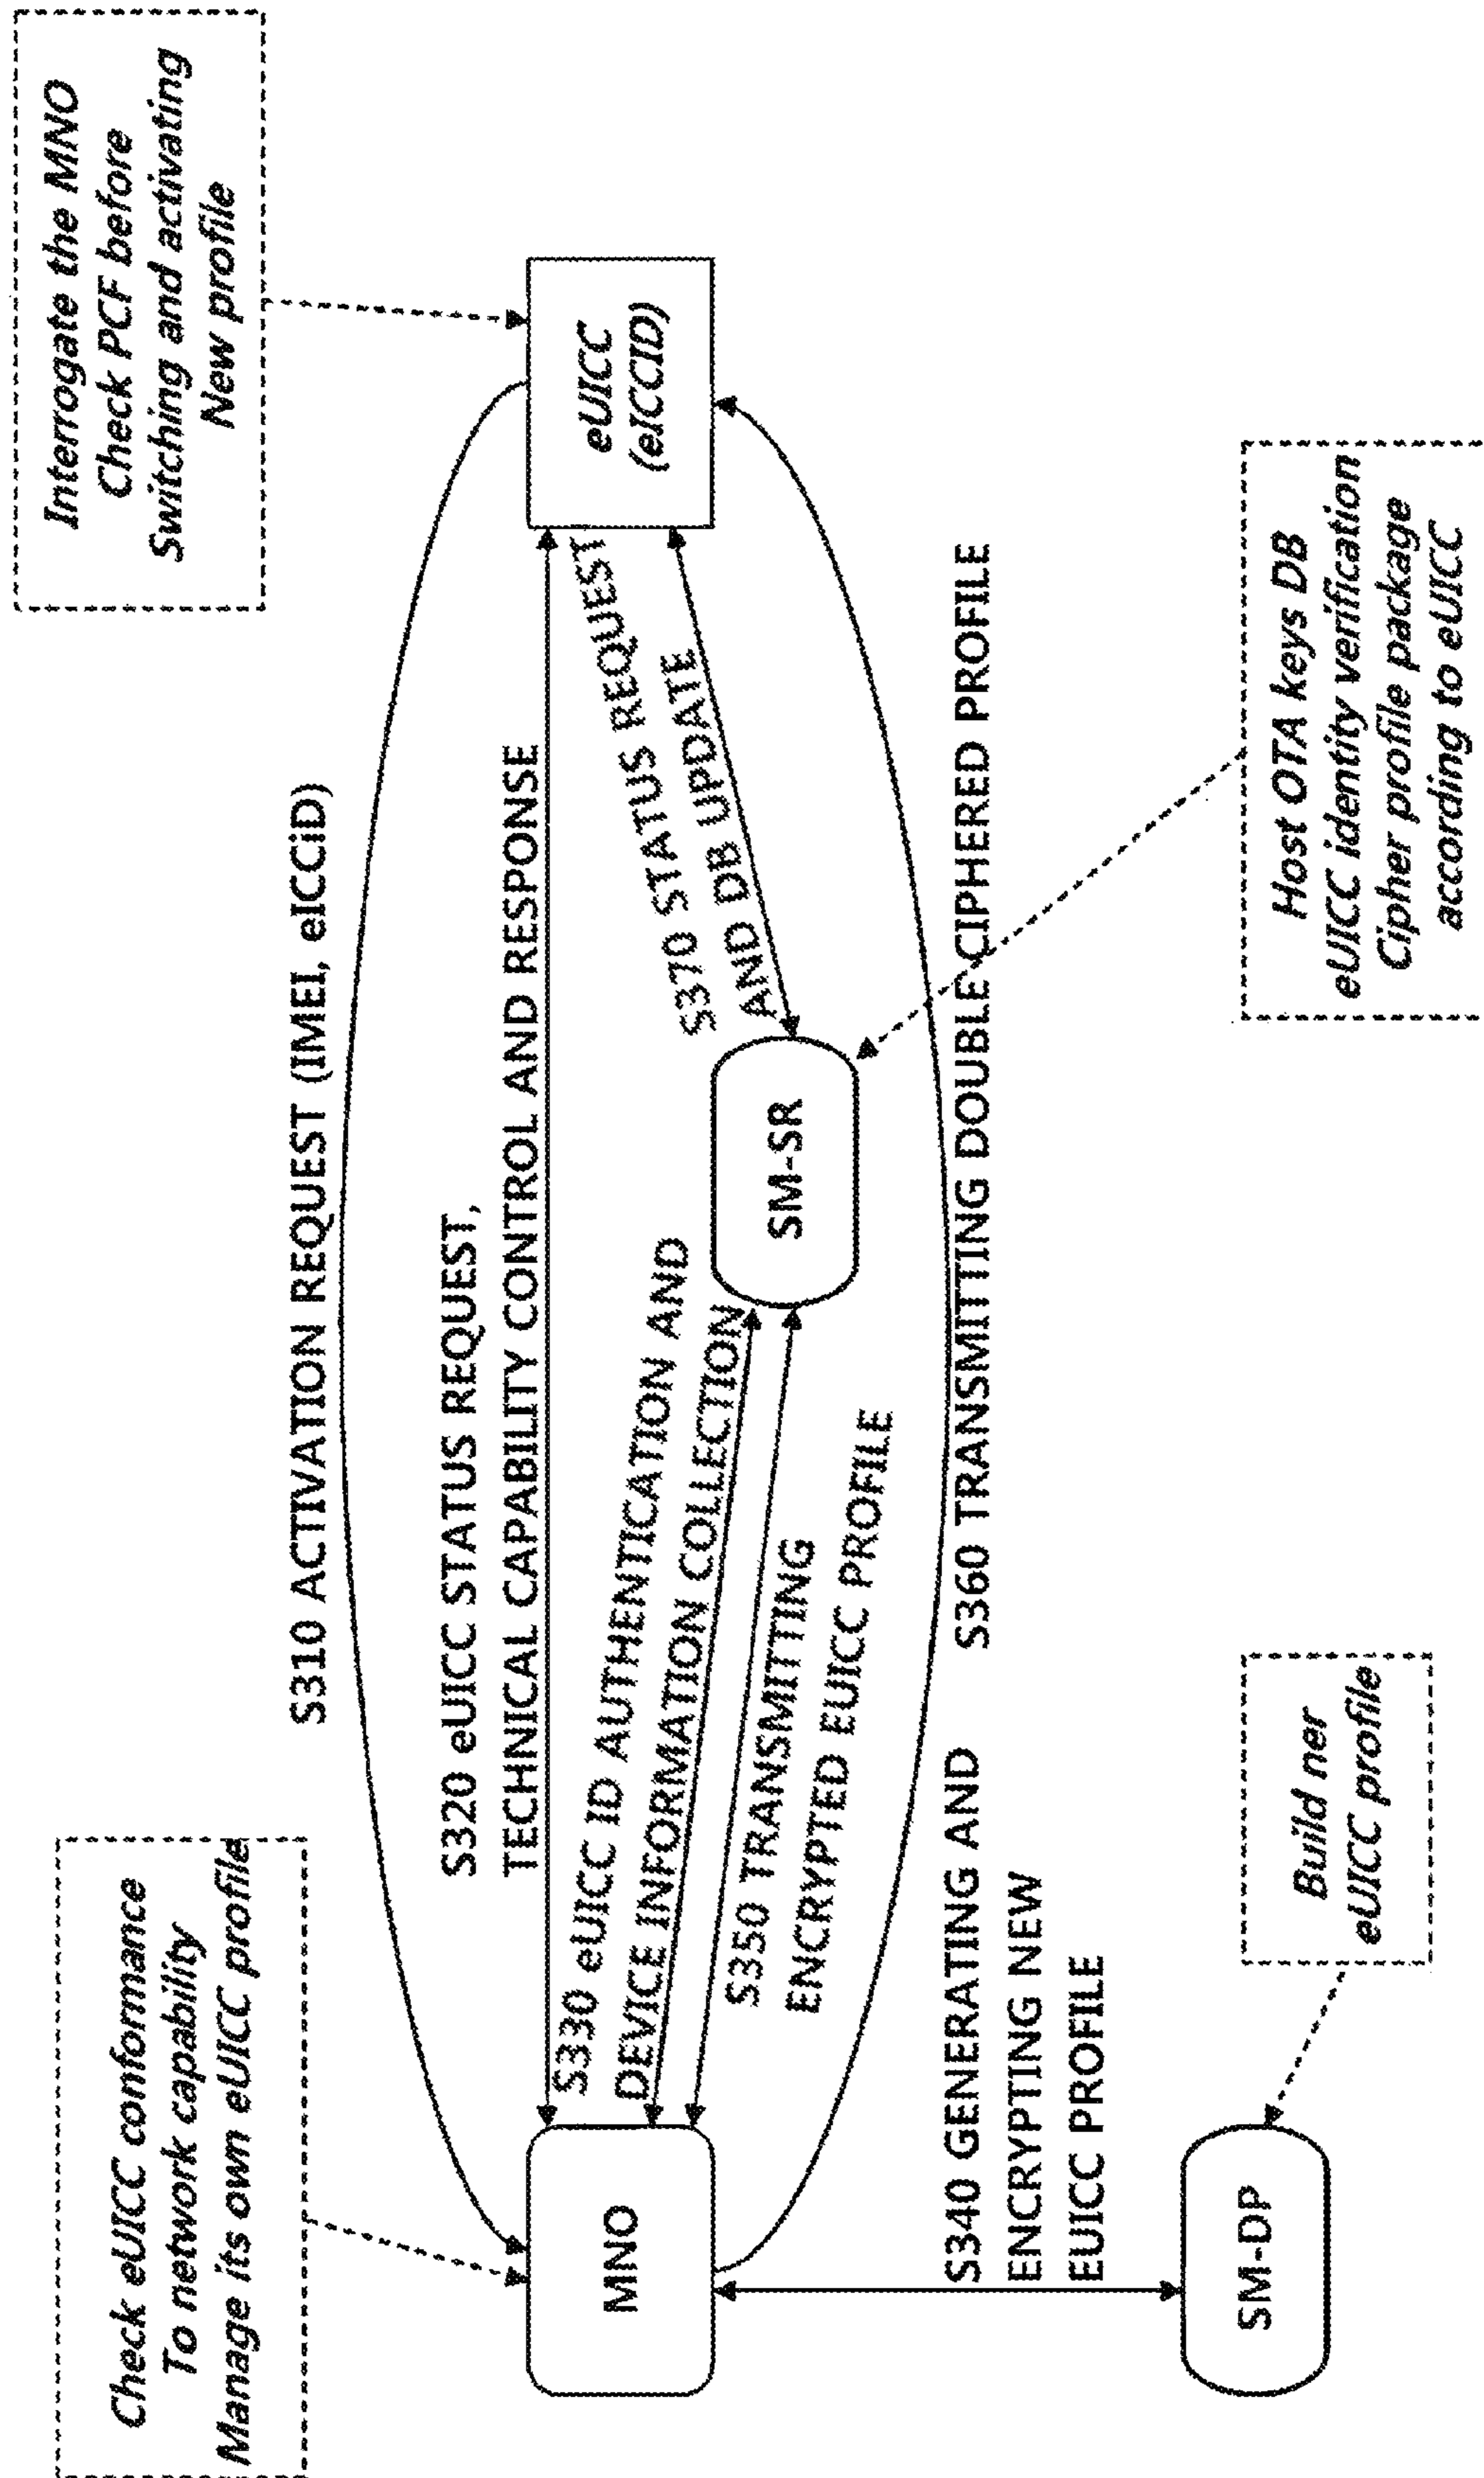 Check eUICC conformance
To network capability
Manage its own eUICC profile
Interrogate the MNO
Check PCF before
Switching and activating
New profile
S310 ACTIVATION REQUEST (IMEI, eICCiD)
S320 eUICC STATUS REQUEST,
TECHNICAL CAPABILITY CONTROL AND RESPONSE
MNO
eUICC
(eICCID)
S330 eUICC ID AUTHENTICATION AND
DEVICE INFORMATION COLLECTION
S370 STATUS REQUEST
AND DB UPDATE
SM-SR
S350 TRANSMITTING
ENCRYPTED EUICC PROFILE
S340 GENERATING AND
ENCRYPTING NEW
EUICC PROFILE
S360 TRANSMITTING DOUBLE CIPHERED PROFILE
SM-DP
Build ner
eUICC profile
Host OTA keys DB
eUICC identity verification
Cipher profile package
according to eUICC